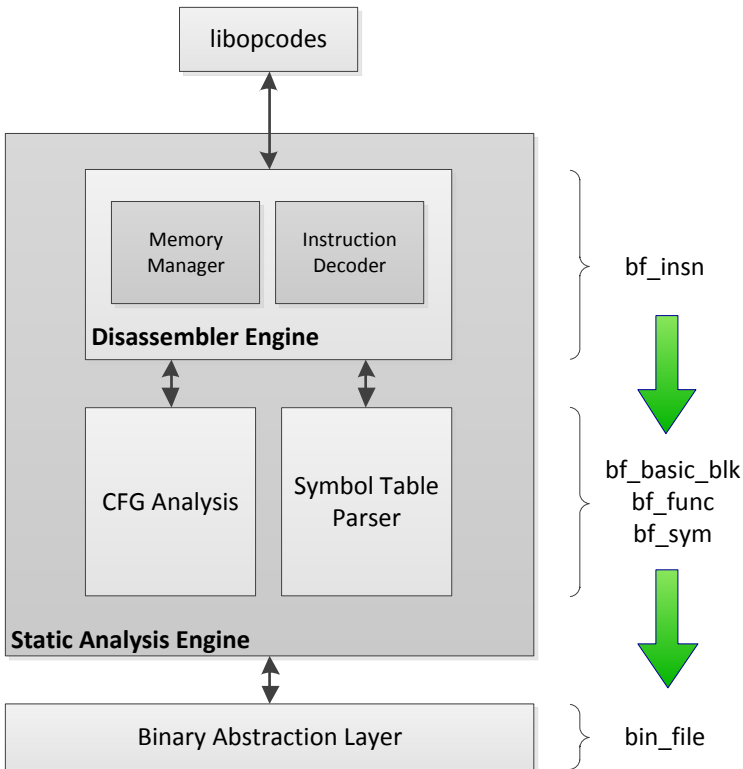 libopcodes
Memory
Manager
Instruction
Decoder
Disassembler Engine
bf_insn
CFG Analysis
Symbol Table
Parser
bf_basic_blk
bf_func
bf_sym
Static Analysis Engine
Binary Abstraction Layer
bin_file